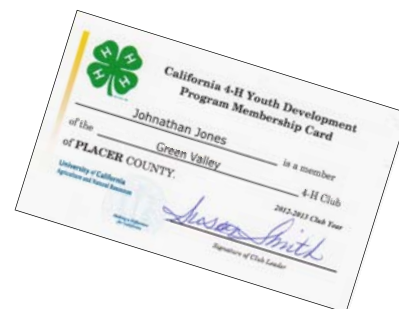 H H H H
California 4-H Youth Development
Program Membership Card
Johnathan Jones is a member
of the Green Valley 4-H Club
of PLACER COUNTY.
2012-2013 Club Year
University of California
Agriculture and Natural Resources
Susan Smith
Signature of Club Leader